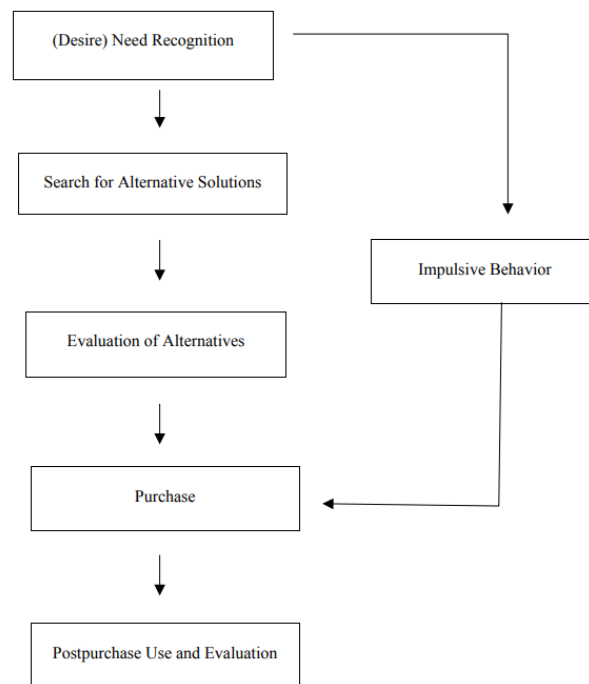 (Desire) Need Recognition
Search for Alternative Solutions
Impulsive Behavior
Evaluation of Alternatives
Purchase
Postpurchase Use and Evaluation